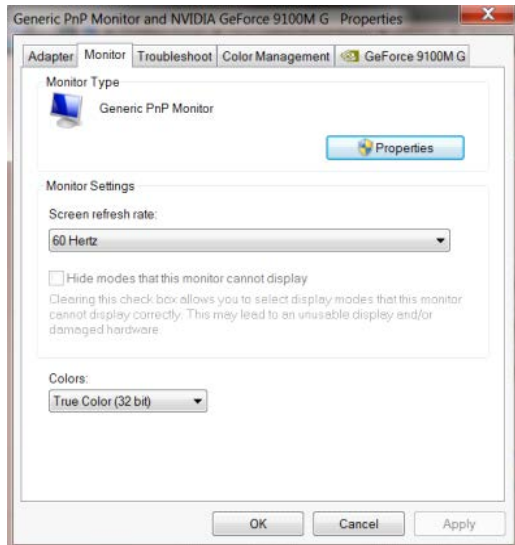 Generic PnP Monitor and NVIDIA GeForce 9100M G Properties
Adapter Monitor Troubleshoot Color Management GeForce 9100M G
Monitor Type
Generic PnP Monitor
Properties
Monitor Settings
Screen refresh rate:
60 Hertz
Hide modes that this monitor cannot display
Clearing this check box allows you to select display modes that this monitor
cannot display correctly. This may lead to an unusable display and/or
damaged hardware.
Colors:
True Color (32 bit)
OK Cancel Apply